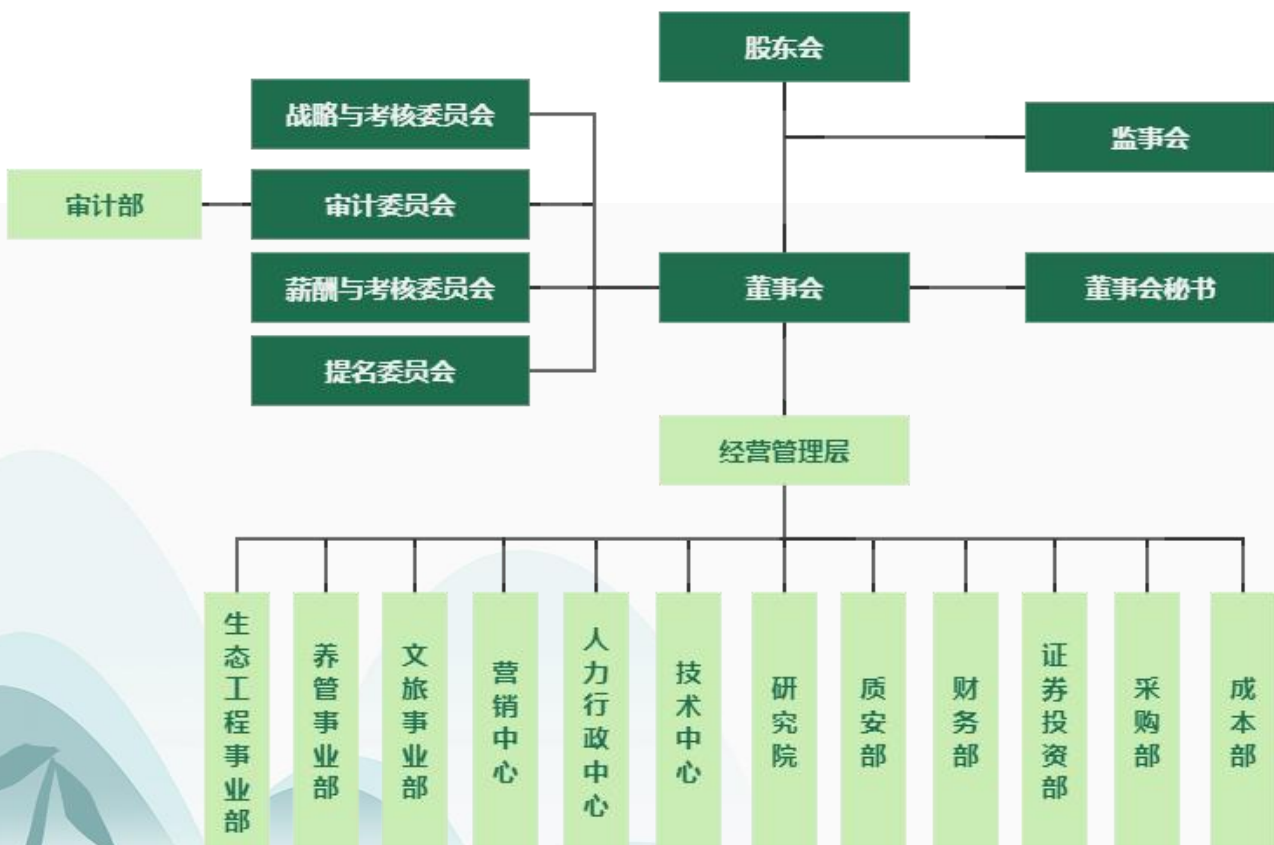 股东会
战略与考核委员会
监事会
审计部
审计委员会
薪酬与考核委员会
董事会
董事会秘书
提名委员会
经营管理层
生态工程事业部
养管事业部
文旅事业部
营销中心
人力行政中心
技术中心
研究院
质安部
财务部
证券投资部
采购部
成本部